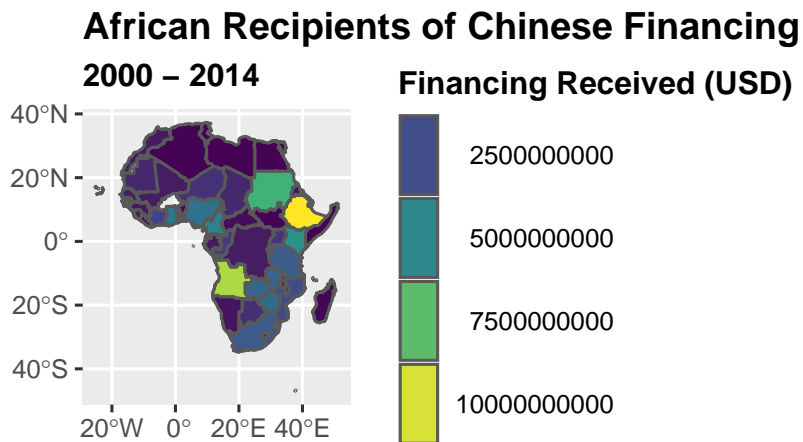 African Recipients of Chinese Financing
2000 – 2014
Financing Received (USD)
2500000000
5000000000
7500000000
10000000000
40°N
20°N
0°
20°S
40°S
20°W 0° 20°E 40°E